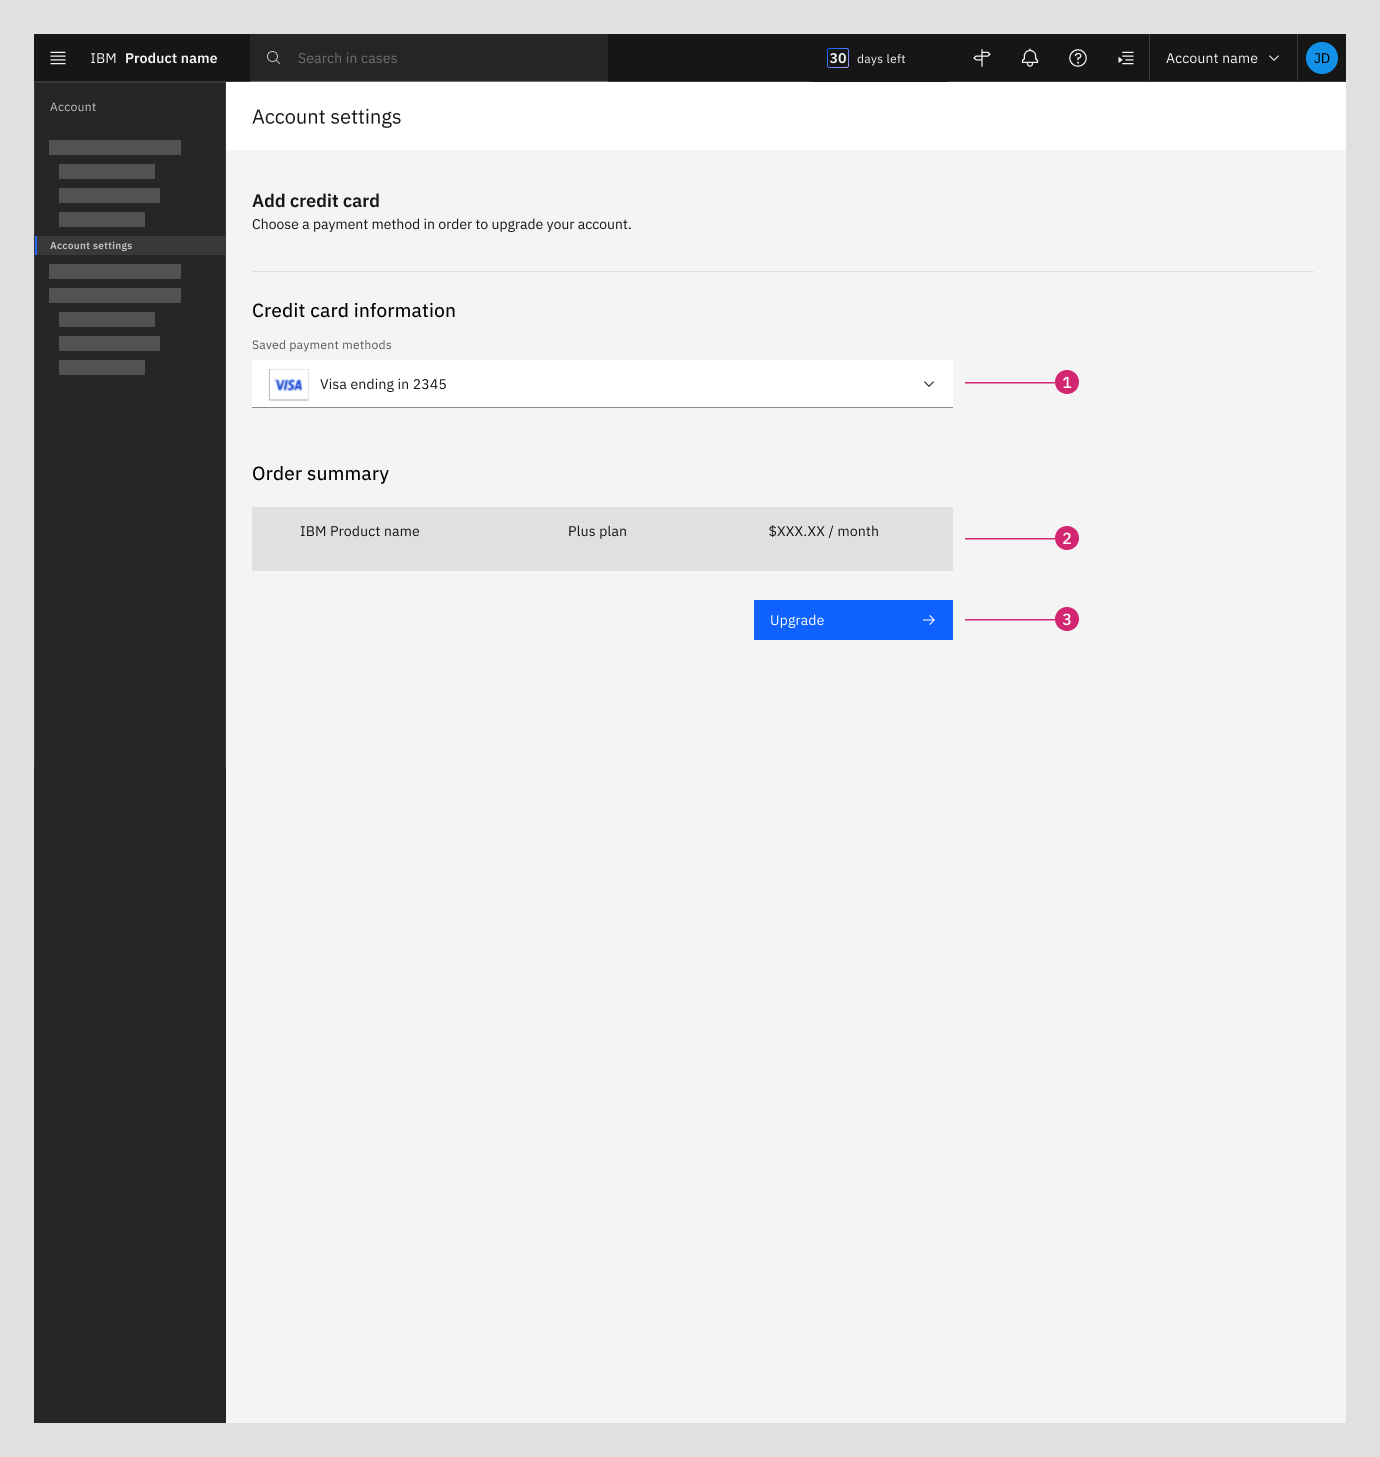 IBM Product name
Search in cases
30 days left
Account name
JD
Account
Account settings
Account settings
Add credit card
Choose a payment method in order to upgrade your account.
Credit card information
Saved payment methods
VISA Visa ending in 2345
1
Order summary
IBM Product name Plus plan $XXX.XX / month
2
Upgrade
3